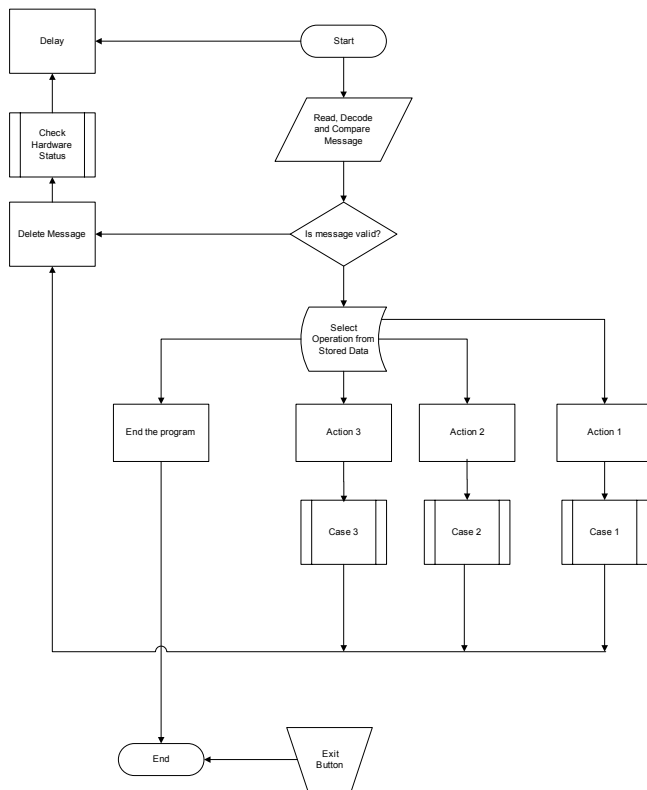 Delay
Start
Read, Decode
and Compare
Message
Check
Hardware
Status
Delete Message
Is message valid?
Select
Operation from
Stored Data
End the program
Action 3
Action 2
Action 1
Case 3
Case 2
Case 1
End
Exit
Button